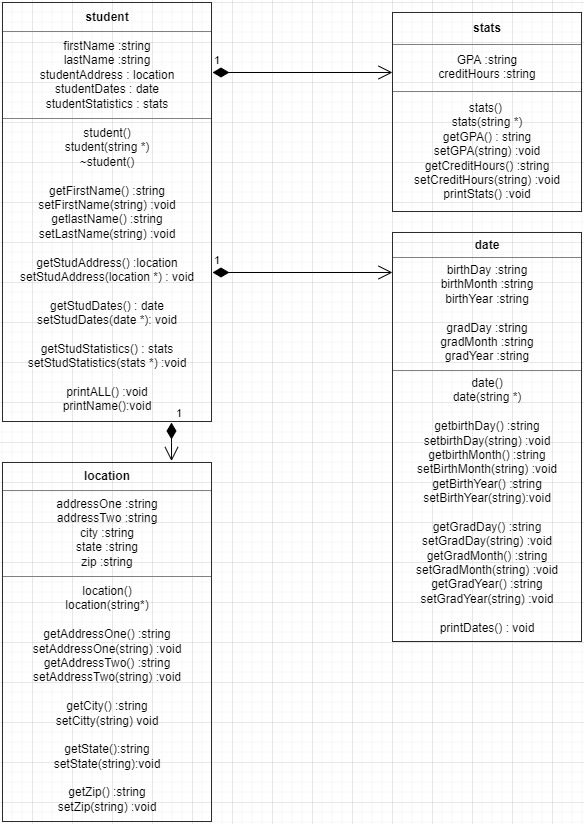 student
firstName :string
lastName :string
studentAddress : location
studentDates : date
studentStatistics : stats
student()
student(string *)
~student()
getFirstName() :string
setFirstName(string) :void
getlastName() :string
setLastName(string) :void
getStudAddress() :location
setStudAddress(location *) : void
getStudDates() : date
setStudDates(date *): void
getStudStatistics() : stats
setStudStatistics(stats *) :void
printALL() :void
printName():void
1
1
1
stats
GPA :string
creditHours :string
stats()
stats(string *)
getGPA() : string
setGPA(string) :void
getCreditHours() :string
setCreditHours(string) :void
printStats() :void
date
birthDay :string
birthMonth :string
birthYear :string
gradDay :string
gradMonth :string
gradYear :string
date()
date(string *)
getbirthDay() :string
setbirthDay(string) :void
getbirthMonth() :string
setBirthMonth(string) :void
getBirthYear() :string
setBirthYear(string):void
getGradDay() :string
setGradDay(string) :void
getGradMonth() :string
setGradMonth(string) :void
getGradYear() :string
setGradYear(string) :void
printDates() : void
location
addressOne :string
addressTwo :string
city :string
state :string
zip :string
location()
location(string*)
getAddressOne() :string
setAddressOne(string) :void
getAddressTwo() :string
setAddressTwo(string) :void
getCity() :string
setCitty(string) void
getState():string
setState(string):void
getZip() :string
setZip(string) :void